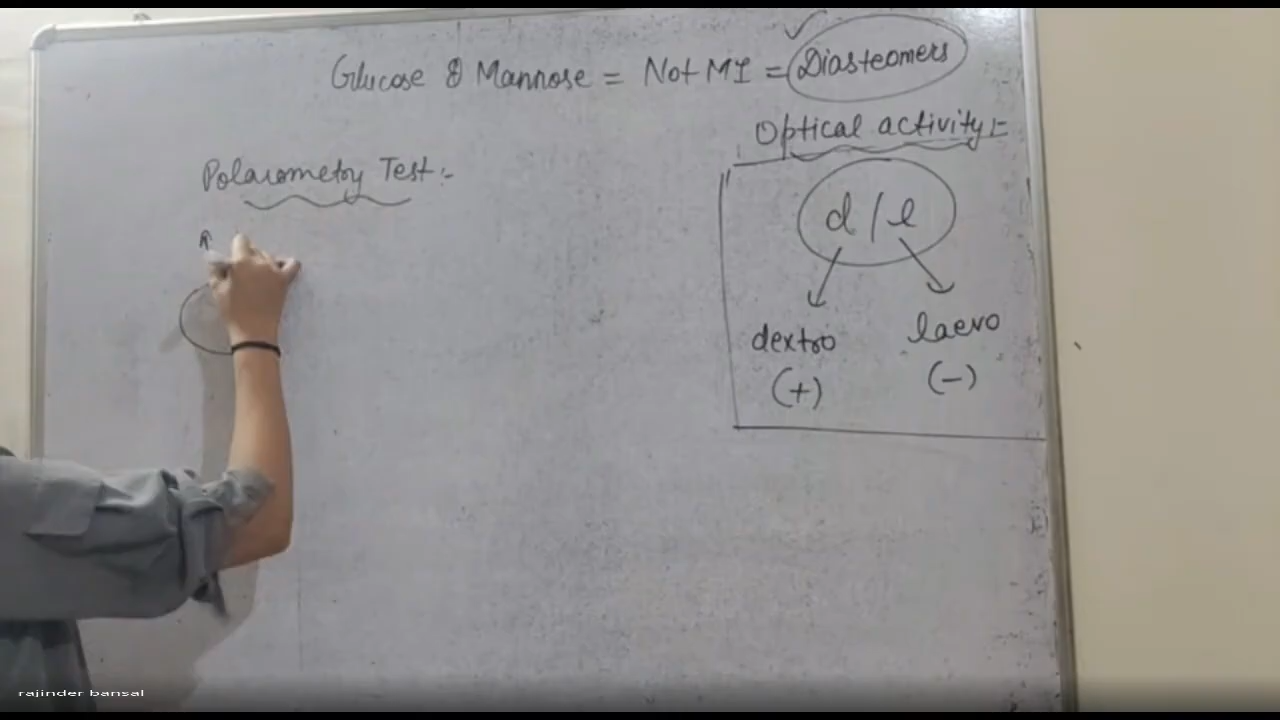 Glucose & Mannose = Not MI = Diasteomers
Optical activity:-
Polarometry Test:-
d/l
dextro
laevo
(+)
(-)
rajinder bansal